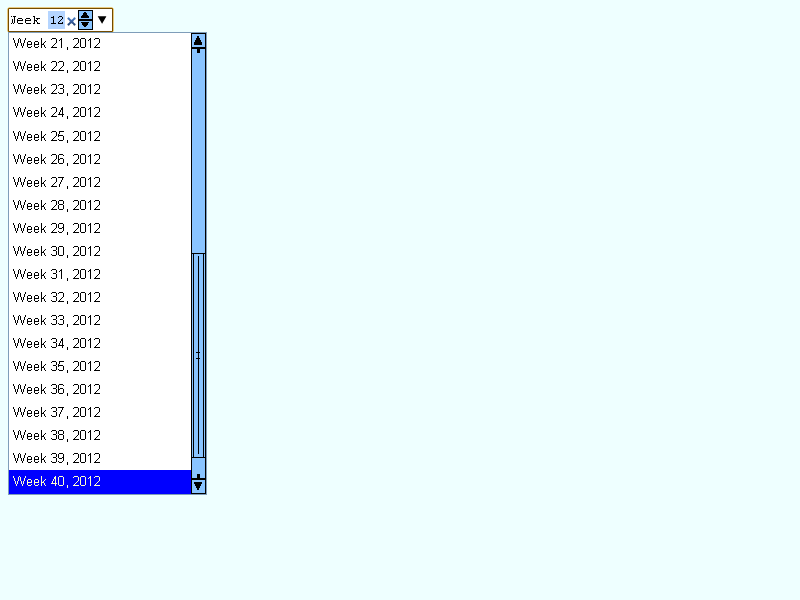 Week 12
Week 21, 2012
Week 22, 2012
Week 23, 2012
Week 24, 2012
Week 25, 2012
Week 26, 2012
Week 27, 2012
Week 28, 2012
Week 29, 2012
Week 30, 2012
Week 31, 2012
Week 32, 2012
Week 33, 2012
Week 34, 2012
Week 35, 2012
Week 36, 2012
Week 37, 2012
Week 38, 2012
Week 39, 2012
Week 40, 2012